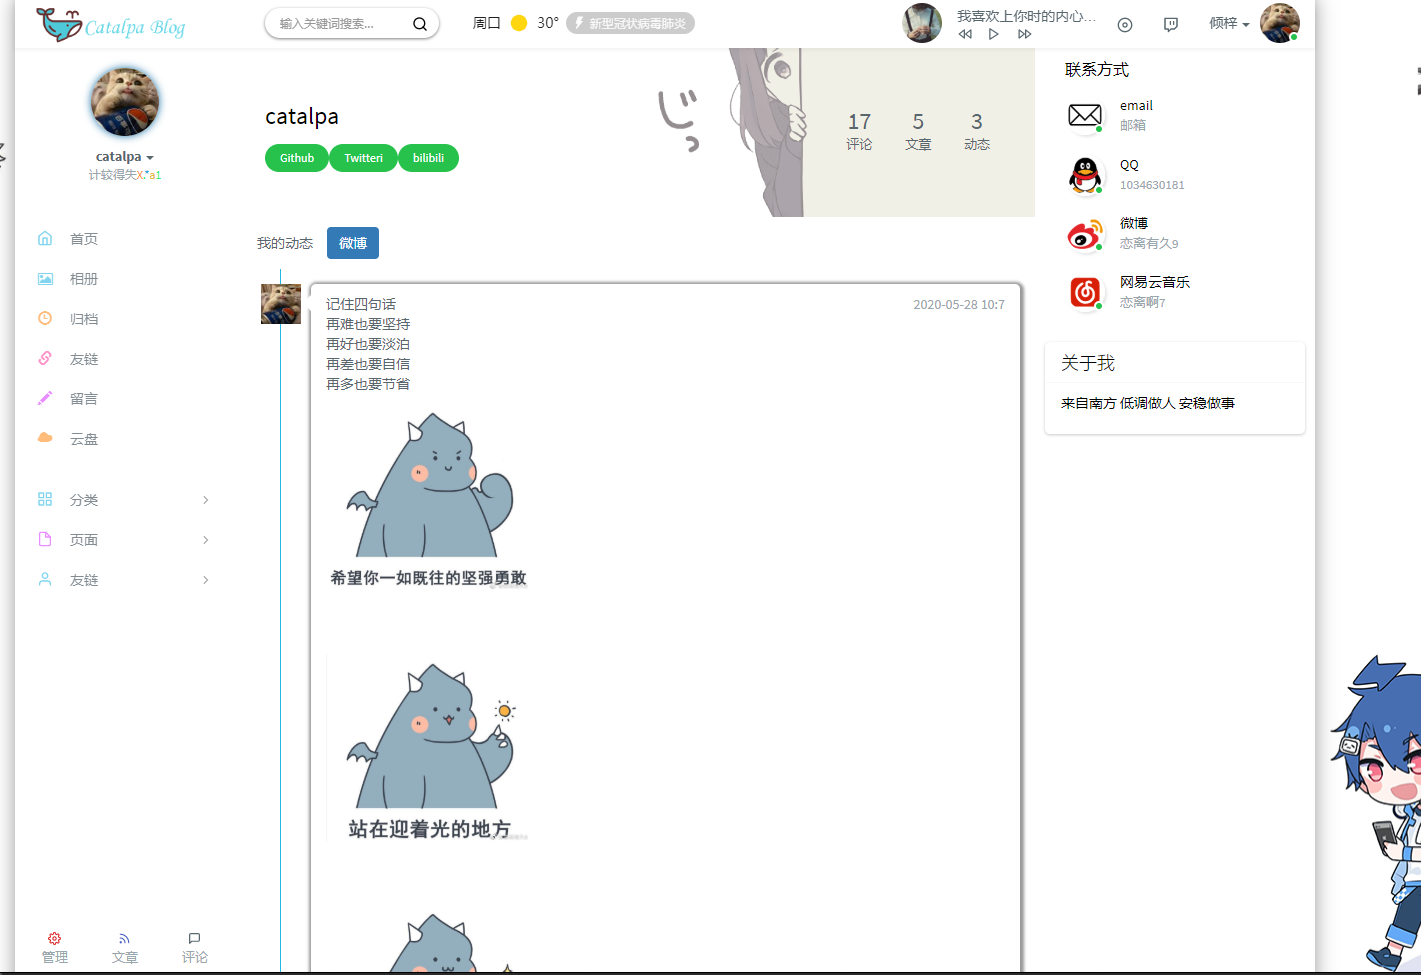 Catalpa Blog
输入关键词搜索...
周口
30°
新型冠状病毒肺炎
我喜欢上你时的内心...
倾梓
catalpa
计较得失X.*a1
首页
相册
归档
友链
留言
云盘
分类
页面
友链
管理
文章
评论
catalpa
Github
Twitteri
bilibili
じっ
17
评论
5
文章
3
动态
我的动态
微博
记住四句话
2020-05-28 10:7
再难也要坚持
再好也要淡泊
再差也要自信
再多也要节省
希望你一如既往的坚强勇敢
站在迎着光的地方
联系方式
email
邮箱
QQ
1034630181
微博
恋离有久9
网易云音乐
恋离啊7
关于我
来自南方 低调做人 安稳做事